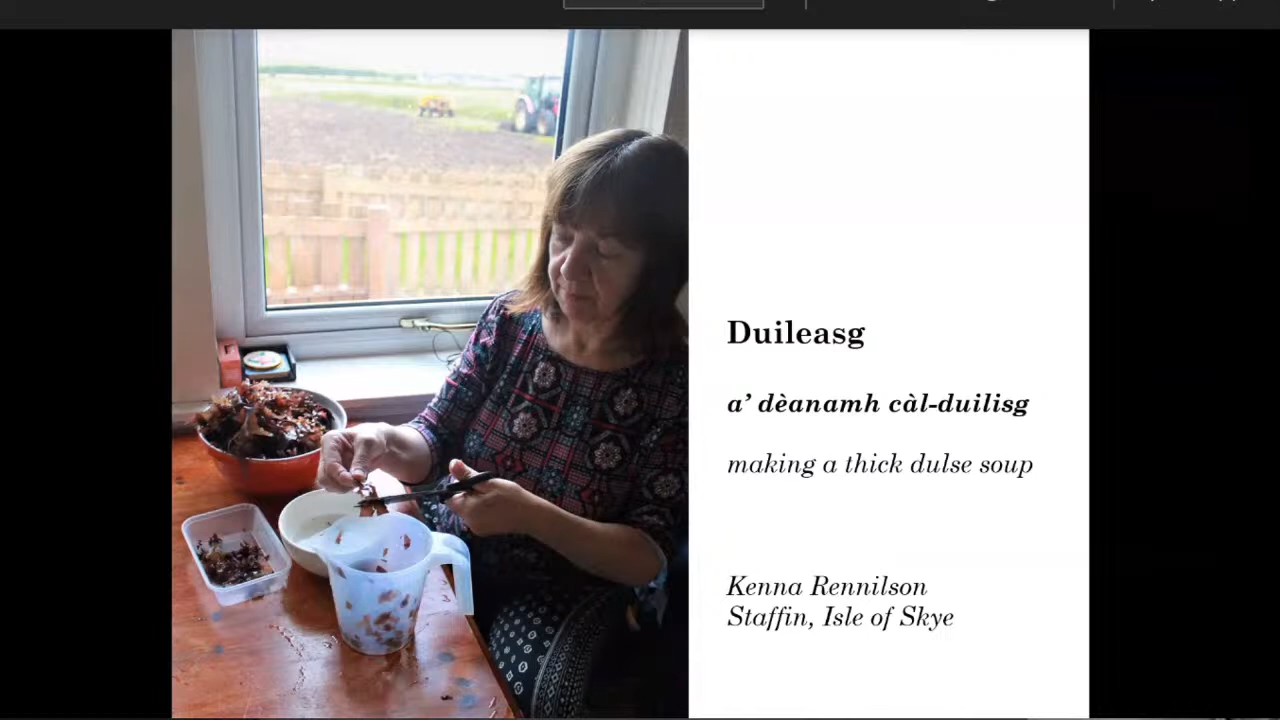 Duileasg
a’ dèanamh càl-duilisg
making a thick dulse soup
Kenna Rennilson
Staffin, Isle of Skye